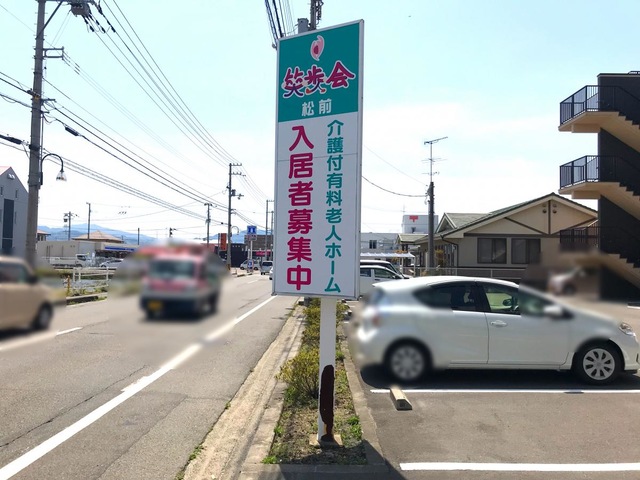 笑歩会
松前
介護付有料老人ホーム
入居者募集中